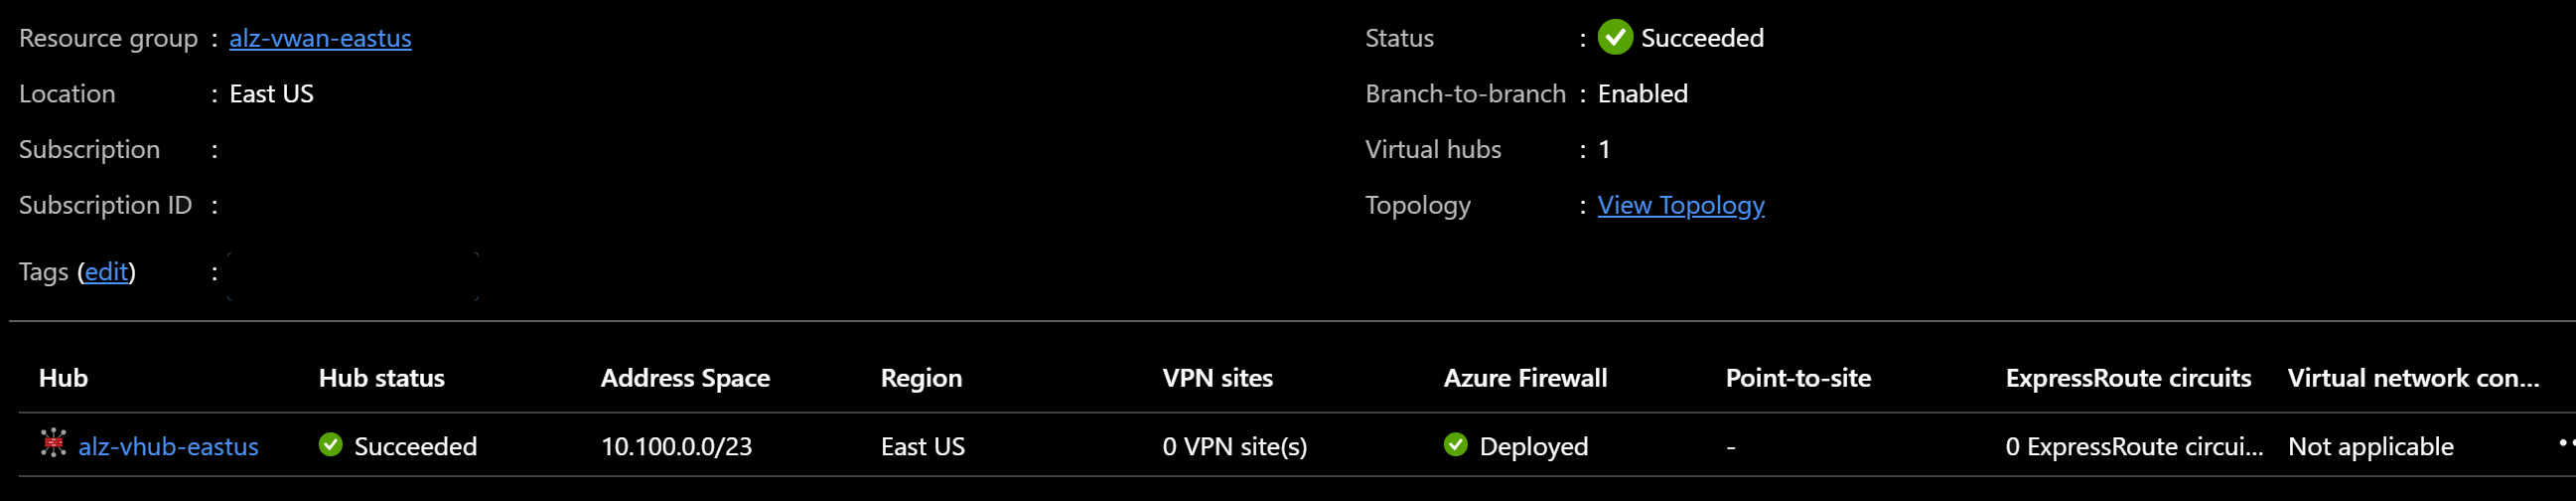 Resource group : alz-vwan-eastus
Location : East US
Subscription :
Subscription ID :
Tags (edit) :
Status : Succeeded
Branch-to-branch : Enabled
Virtual hubs : 1
Topology : View Topology
Hub Hub status Address Space Region VPN sites Azure Firewall Point-to-site ExpressRoute circuits Virtual network con...
alz-vhub-eastus Succeeded 10.100.0.0/23 East US 0 VPN site(s) Deployed - 0 ExpressRoute circui... Not applicable